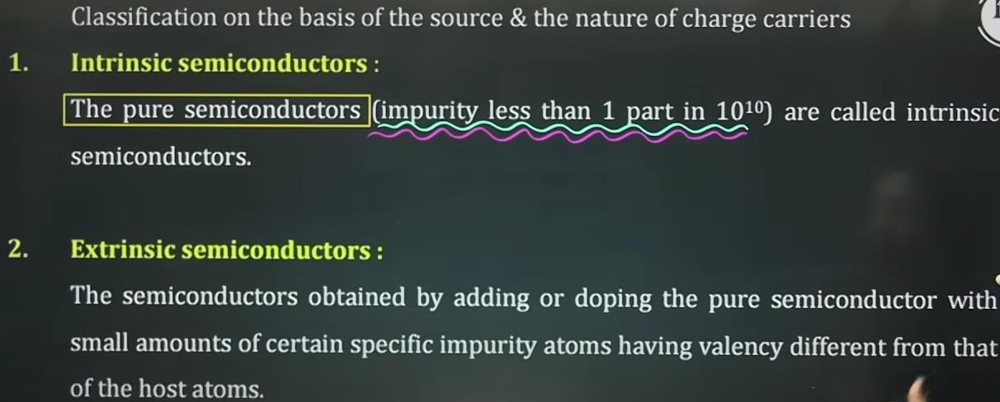 Classification on the basis of the source & the nature of charge carriers
1. Intrinsic semiconductors :
The pure semiconductors (impurity less than 1 part in 10¹⁰) are called intrinsic
semiconductors.
2. Extrinsic semiconductors :
The semiconductors obtained by adding or doping the pure semiconductor with
small amounts of certain specific impurity atoms having valency different from that
of the host atoms.